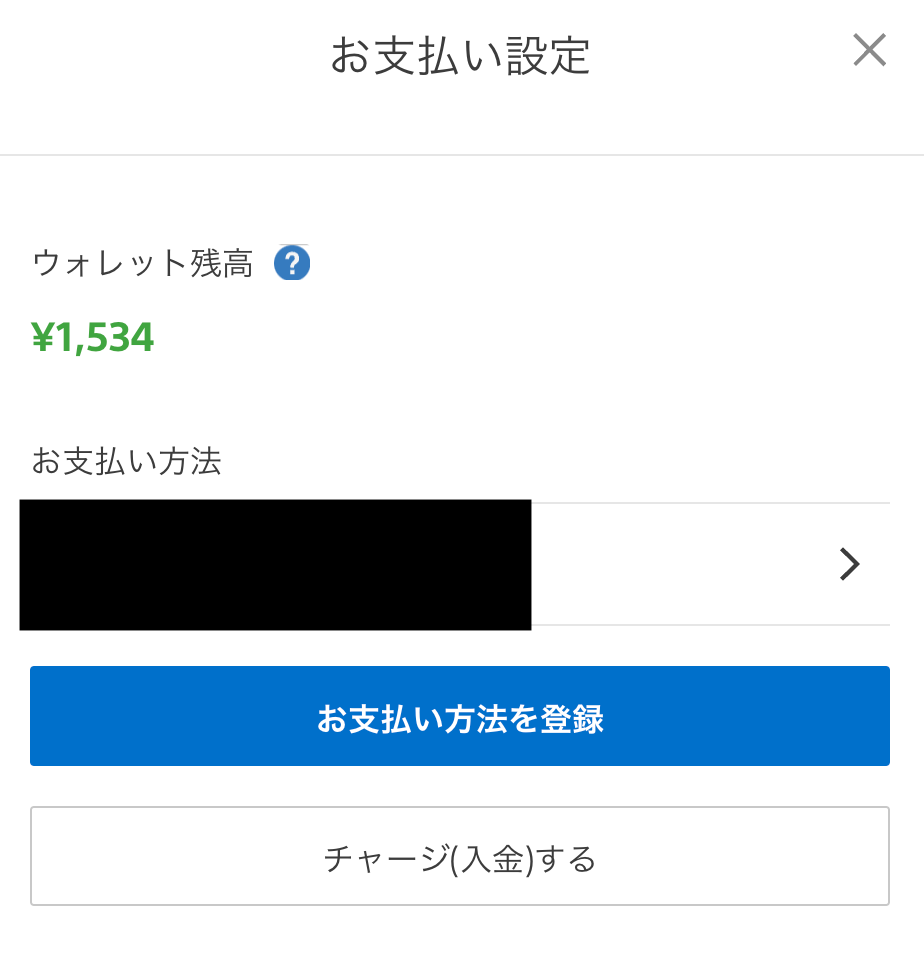 お支払い設定
ウォレット残高 ?
¥1,534
お支払い方法
お支払い方法を登録
チャージ(入金)する